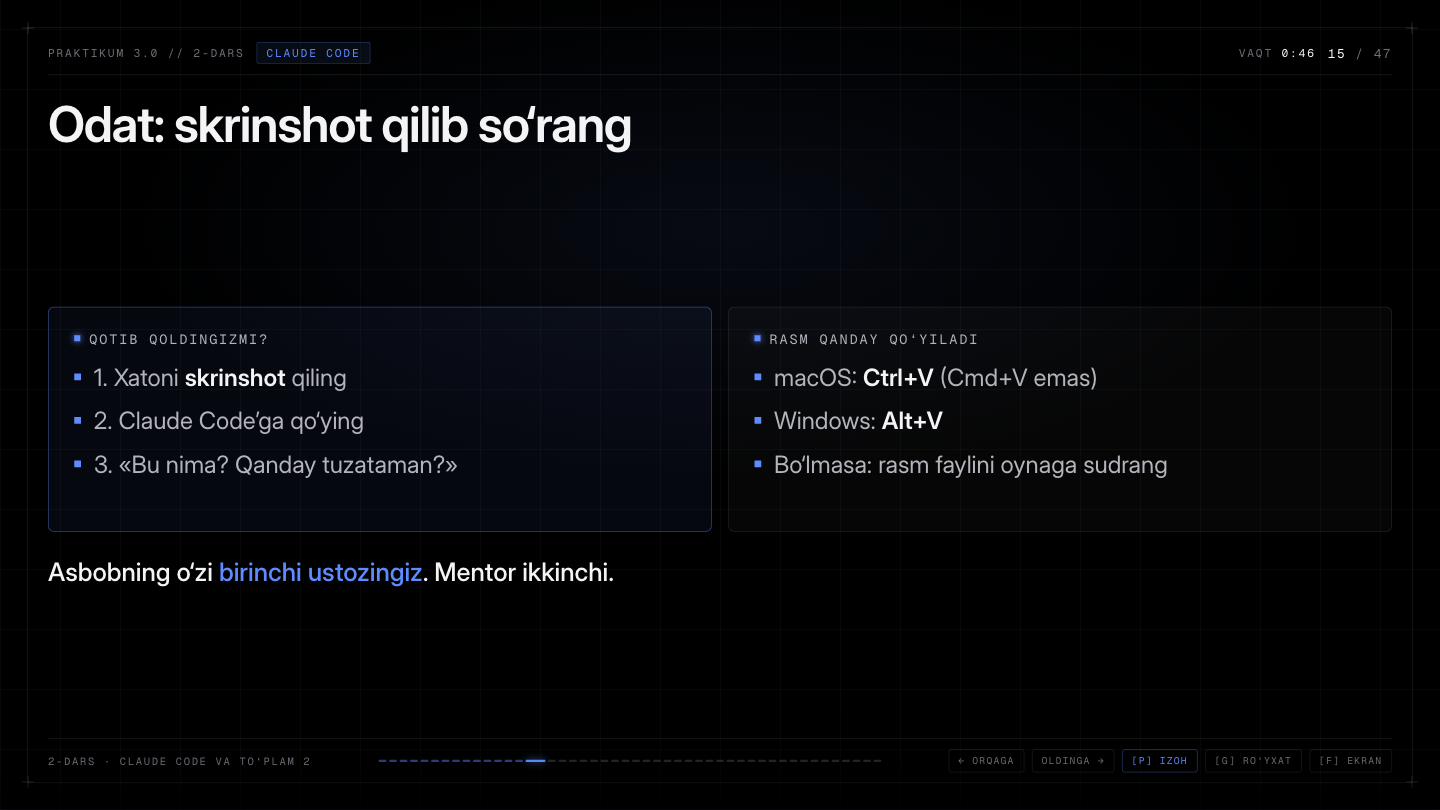 PRAKTIKUM 3.0 // 2-DARS CLAUDE CODE
VAQT 0:46 15 / 47
Odat: skrinshot qilib so‘rang
QOTIB QOLDINGIZMI?
1. Xatoni skrinshot qiling
2. Claude Code’ga qo‘ying
3. «Bu nima? Qanday tuzataman?»
RASM QANDAY QO‘YILADI
macOS: Ctrl+V (Cmd+V emas)
Windows: Alt+V
Bo‘lmasa: rasm faylini oynaga sudrang
Asbobning o‘zi birinchi ustozingiz. Mentor ikkinchi.
2-DARS · CLAUDE CODE VA TO‘PLAM 2
← ORQAGA OLDINGA → [P] IZOH [G] RO‘YXAT [F] EKRAN